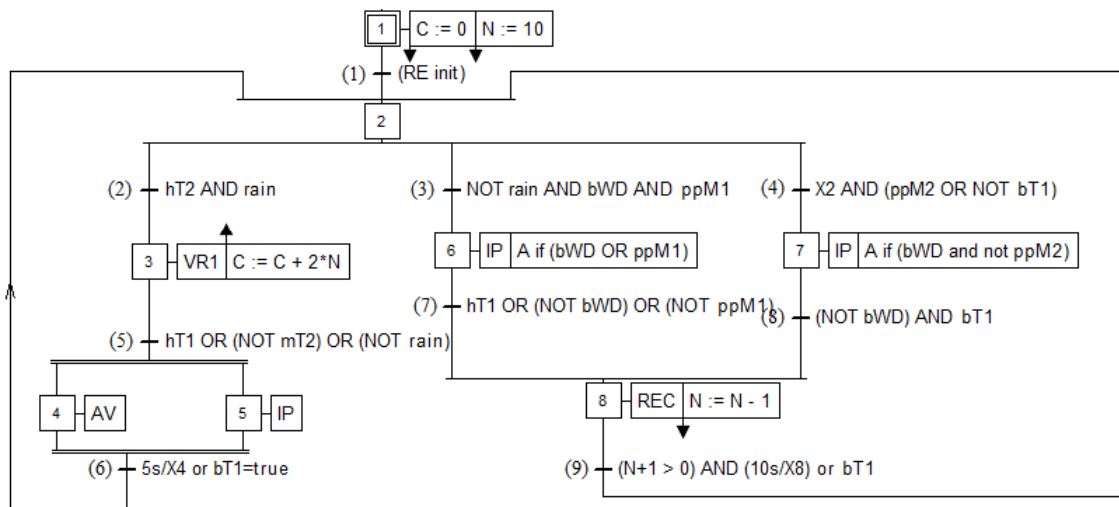 1 C := 0 N := 10
(1) (RE init)
2
(2) hT2 AND rain
(3) NOT rain AND bWD AND ppM1
(4) X2 AND (ppM2 OR NOT bT1)
3 VR1 C := C + 2*N
6 IP A if (bWD OR ppM1)
7 IP A if (bWD and not ppM2)
(5) hT1 OR (NOT mT2) OR (NOT rain)
(7) hT1 OR (NOT bWD) OR (NOT ppM1)
(8) (NOT bWD) AND bT1
4 AV
5 IP
8 REC N := N - 1
(6) 5s/X4 or bT1=true
(9) (N+1 > 0) AND (10s/X8) or bT1